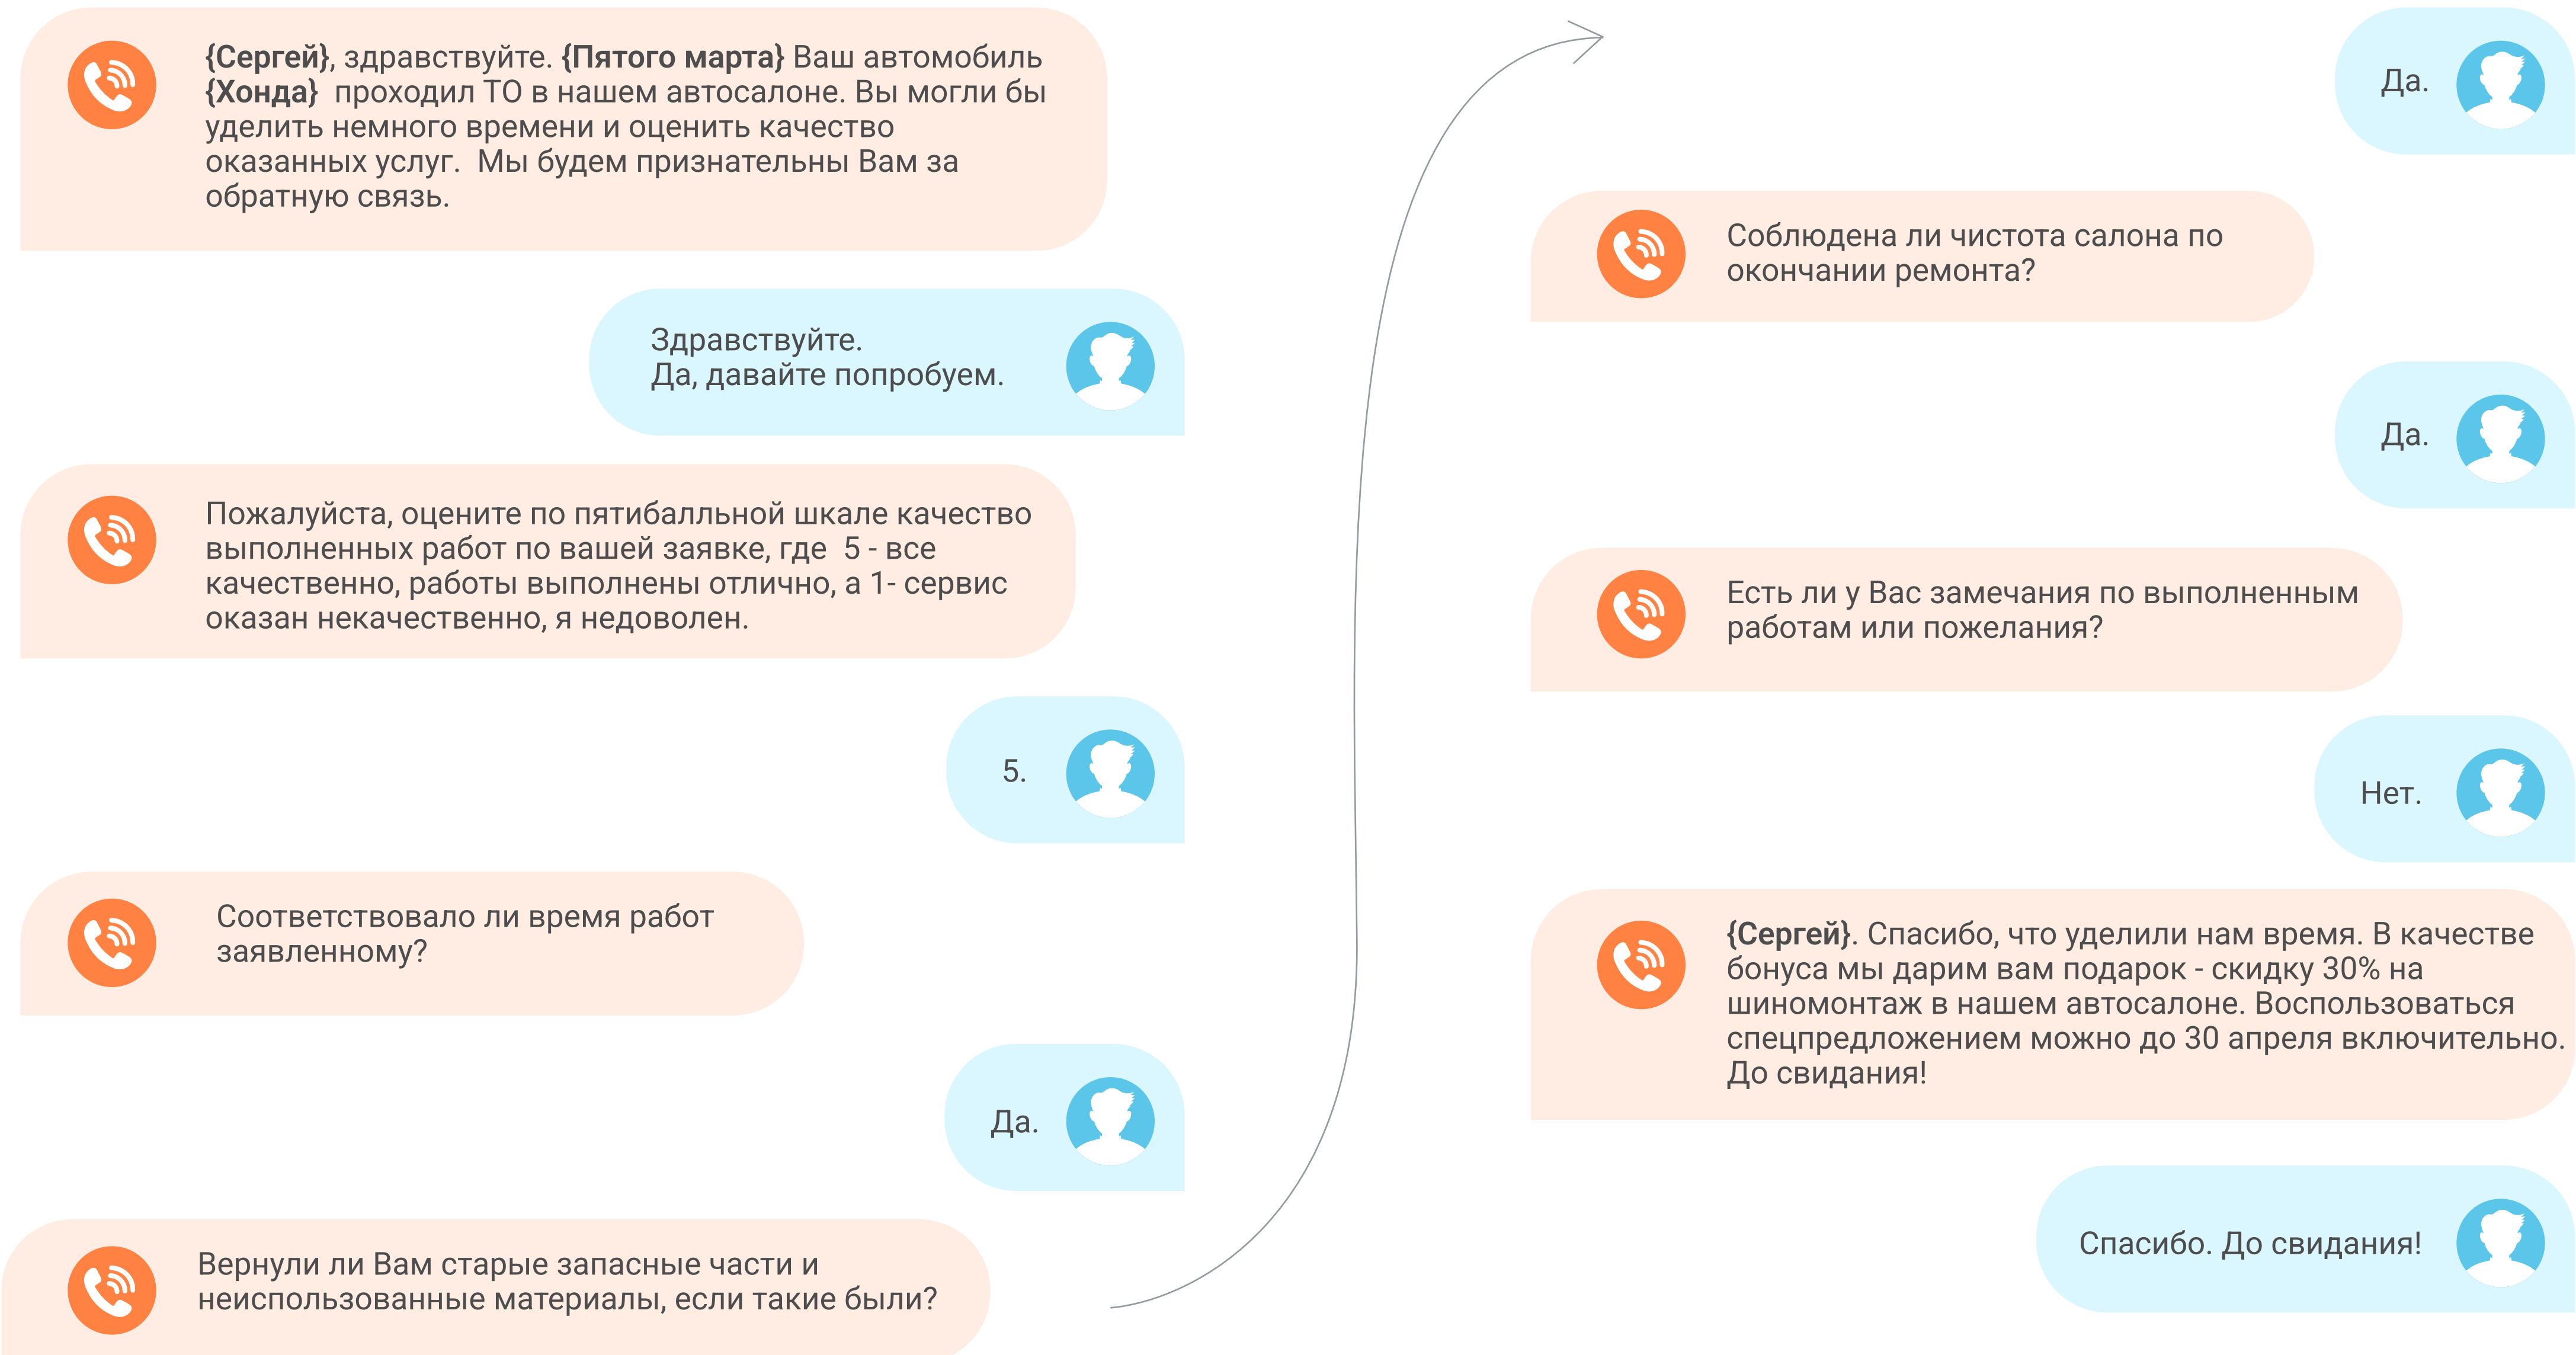 {Сергей}, здравствуйте. {Пятого марта} Ваш автомобиль
{Хонда}  проходил ТО в нашем автосалоне. Вы могли бы
уделить немного времени и оценить качество
оказанных услуг.  Мы будем признательны Вам за
обратную связь.
Здравствуйте.
Да, давайте попробуем.
Пожалуйста, оцените по пятибалльной шкале качество
выполненных работ по вашей заявке, где  5 - все
качественно, работы выполнены отлично, а 1- сервис
оказан некачественно, я недоволен.
5.
Соответствовало ли время работ
заявленному?
Да.
Вернули ли Вам старые запасные части и
неиспользованные материалы, если такие были?
Да.
Соблюдена ли чистота салона по
окончании ремонта?
Да.
Есть ли у Вас замечания по выполненным
работам или пожелания?
Нет.
{Сергей}. Спасибо, что уделили нам время. В качестве
бонуса мы дарим вам подарок - скидку 30% на
шиномонтаж в нашем автосалоне. Воспользоваться
спецпредложением можно до 30 апреля включительно.
До свидания!
Спасибо. До свидания!